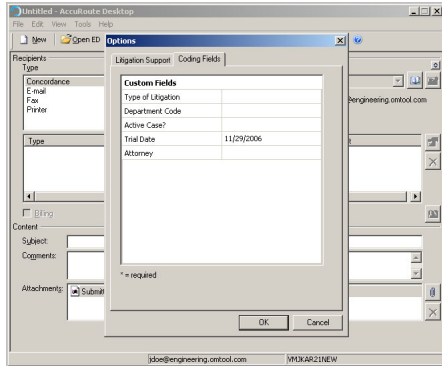 Untitled - AccuRoute Desktop
File Edit View Tools Help
New Open ED
Options
Litigation Support Coding Fields
Recipients
Type
Concordance
E-mail
Fax
Printer
@engineering.omtool.com
Custom Fields
Type of Litigation
Department Code
Active Case?
Trial Date 11/29/2006
Attorney
Type
Billing
Content
Subject:
Comments:
* = required
Attachments: Submit
OK Cancel
jdoe@engineering.omtool.com VMJKAR21NEW